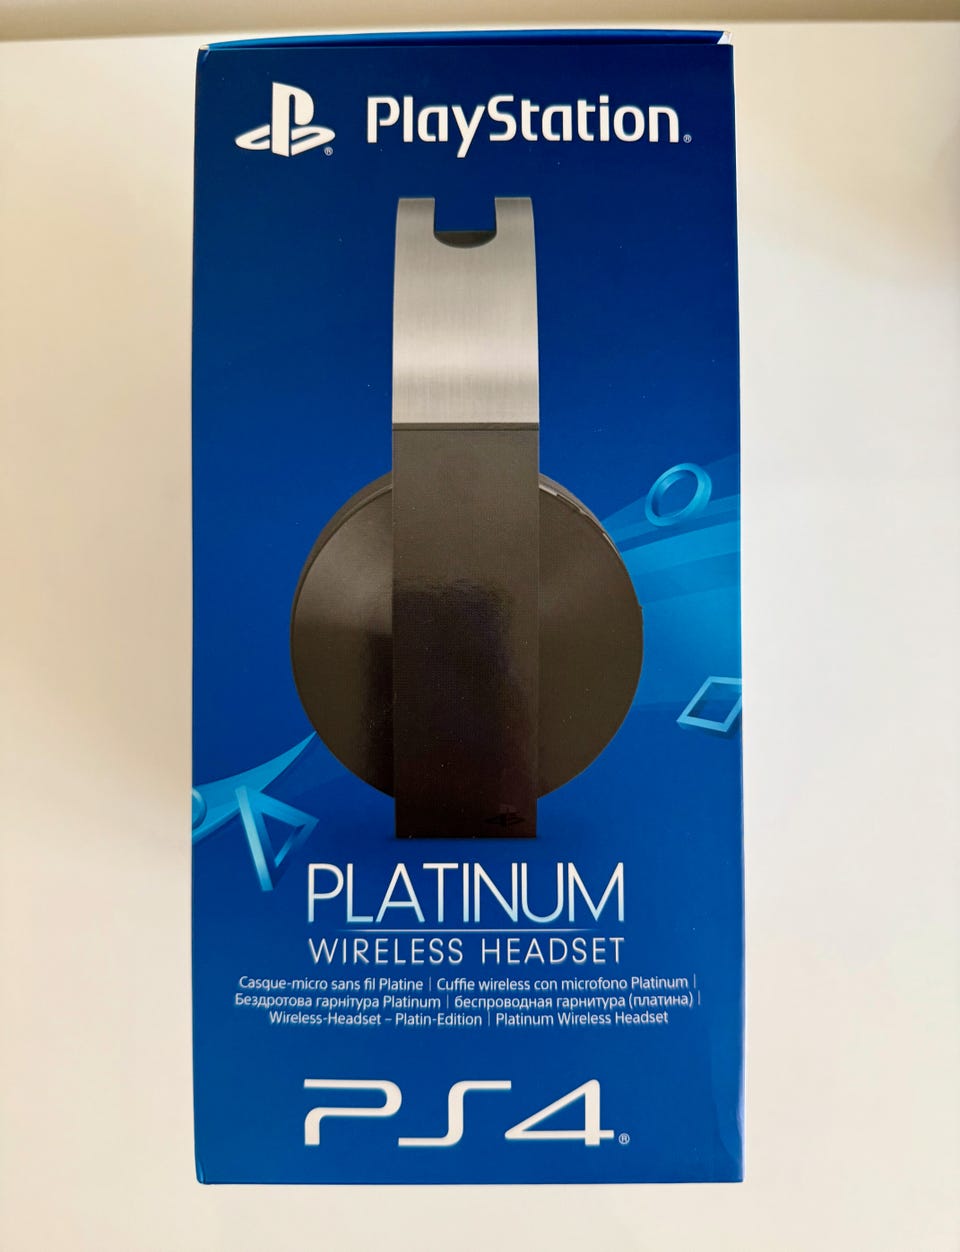 PlayStation®
PLATINUM
WIRELESS HEADSET
Casque-micro sans fil Platine | Cuffie wireless con microfono Platinum |
Бездротова гарнітура Platinum | беспроводная гарнитура (платина) |
Wireless-Headset – Platin-Edition | Platinum Wireless Headset
PS4®